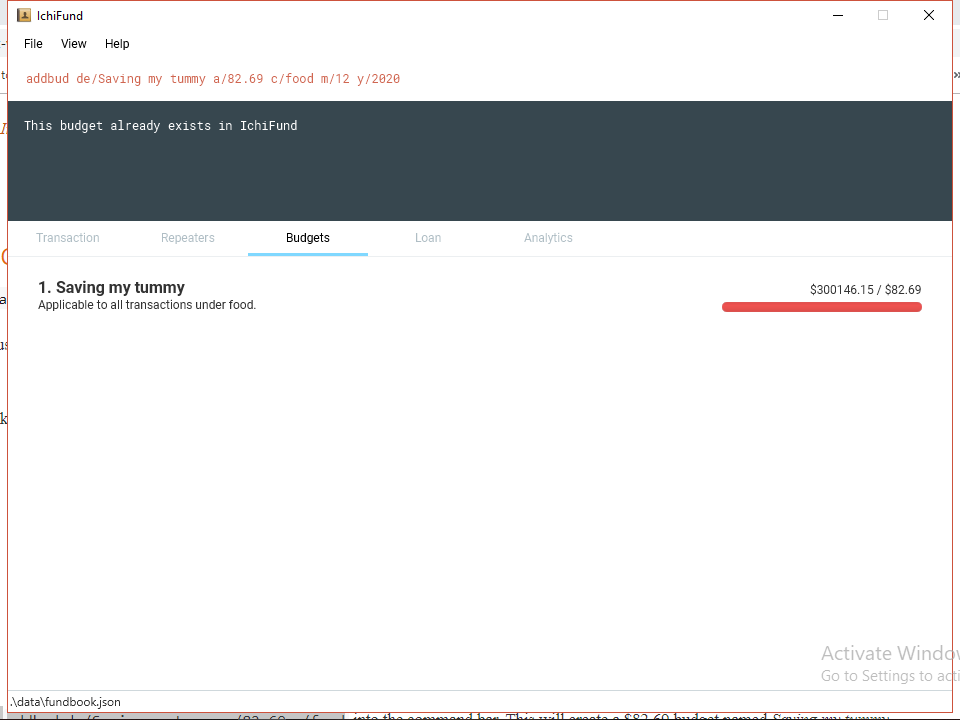 IchiFund
File View Help
addbud de/Saving my tummy a/82.69 c/food m/12 y/2020
This budget already exists in IchiFund
Transaction Repeaters Budgets Loan Analytics
1. Saving my tummy
$300146.15 / $82.69
Applicable to all transactions under food.
Activate Windo
Go to Settings to acti
.\data\fundbook.json
into the command bar. This will create a $82.69 budget named Saving my tummy